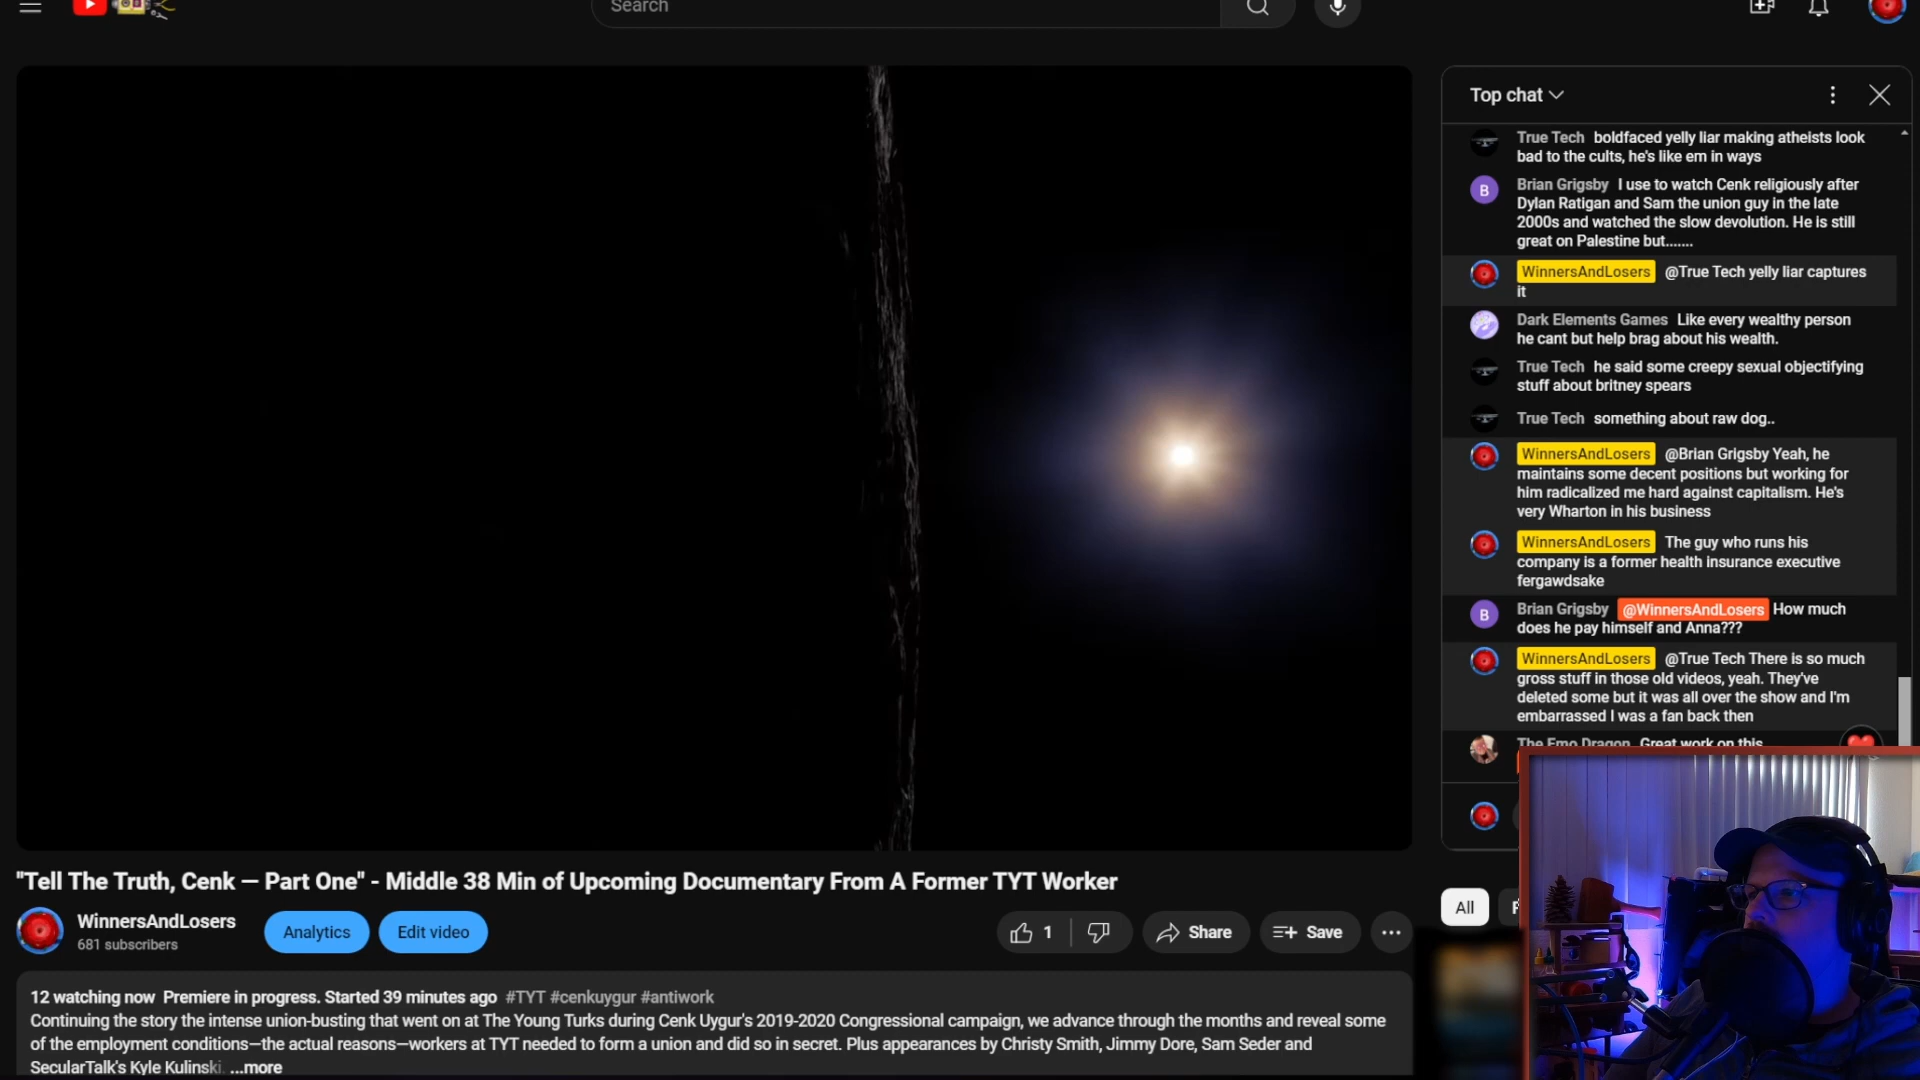 Search
Top chat
True Tech boldfaced yelly liar making atheists look
bad to the cults, he's like em in ways
B
Brian Grigsby I use to watch Cenk religiously after
Dylan Ratigan and Sam the union guy in the late
2000s and watched the slow devolution. He is still
great on Palestine but.......
WinnersAndLosers @True Tech yelly liar captures
it
Dark Elements Games Like every wealthy person
he cant but help brag about his wealth.
True Tech he said some creepy sexual objectifying
stuff about britney spears
True Tech something about raw dog..
WinnersAndLosers @Brian Grigsby Yeah, he
maintains some decent positions but working for
him radicalized me hard against capitalism. He's
very Wharton in his business
WinnersAndLosers The guy who runs his
company is a former health insurance executive
fergawdsake
B
Brian Grigsby @WinnersAndLosers How much
does he pay himself and Anna???
WinnersAndLosers @True Tech There is so much
gross stuff in those old videos, yeah. They've
deleted some but it was all over the show and I'm
embarrassed I was a fan back then
The Emo Dragon Great work on this
"Tell The Truth, Cenk — Part One" - Middle 38 Min of Upcoming Documentary From A Former TYT Worker
WinnersAndLosers
681 subscribers
Analytics
Edit video
1
Share
Save
All
12 watching now Premiere in progress. Started 39 minutes ago #TYT #cenkuygur #antiwork
Continuing the story the intense union-busting that went on at The Young Turks during Cenk Uygur's 2019-2020 Congressional campaign, we advance through the months and reveal some
of the employment conditions—the actual reasons—workers at TYT needed to form a union and did so in secret. Plus appearances by Christy Smith, Jimmy Dore, Sam Seder and
SecularTalk's Kyle Kulinski. ...more